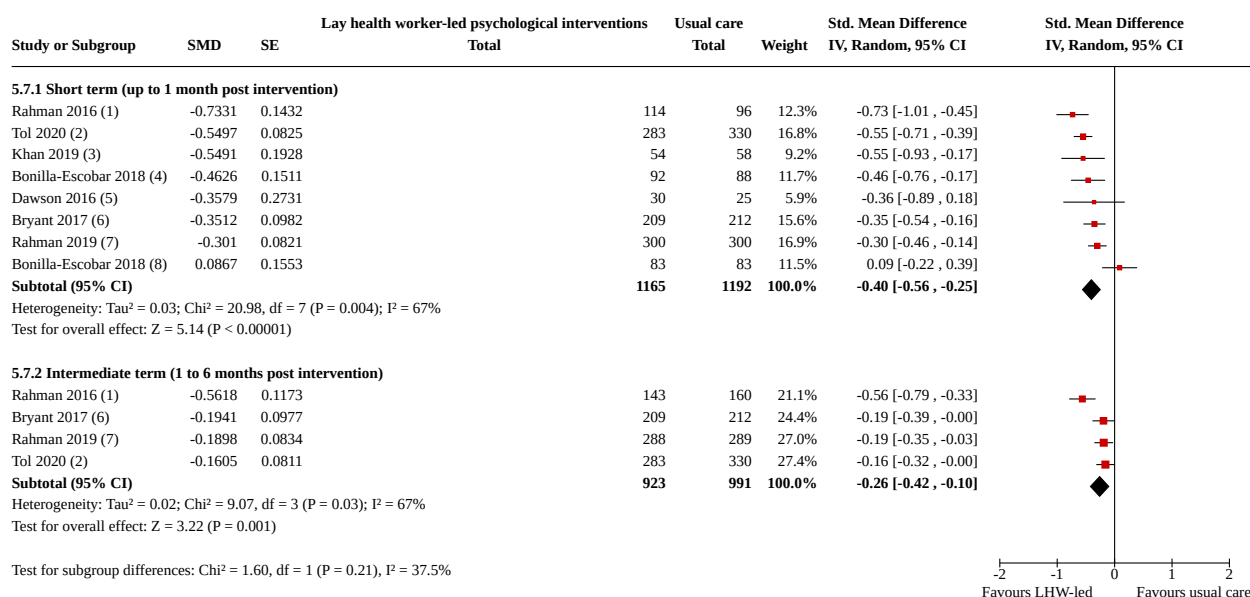 Lay health worker-led psychological interventions Usual care Std. Mean Difference Std. Mean Difference
Study or Subgroup SMD SE Total Total Weight IV, Random, 95% CI IV, Random, 95% CI
5.7.1 Short term (up to 1 month post intervention)
Rahman 2016 (1) -0.7331 0.1432 114 96 12.3% -0.73 [-1.01 , -0.45]
Tol 2020 (2) -0.5497 0.0825 283 330 16.8% -0.55 [-0.71 , -0.39]
Khan 2019 (3) -0.5491 0.1928 54 58 9.2% -0.55 [-0.93 , -0.17]
Bonilla-Escobar 2018 (4) -0.4626 0.1511 92 88 11.7% -0.46 [-0.76 , -0.17]
Dawson 2016 (5) -0.3579 0.2731 30 25 5.9% -0.36 [-0.89 , 0.18]
Bryant 2017 (6) -0.3512 0.0982 209 212 15.6% -0.35 [-0.54 , -0.16]
Rahman 2019 (7) -0.301 0.0821 300 300 16.9% -0.30 [-0.46 , -0.14]
Bonilla-Escobar 2018 (8) 0.0867 0.1553 83 83 11.5% 0.09 [-0.22 , 0.39]
Subtotal (95% CI) 1165 1192 100.0% -0.40 [-0.56 , -0.25]
Heterogeneity: Tau² = 0.03; Chi² = 20.98, df = 7 (P = 0.004); I² = 67%
Test for overall effect: Z = 5.14 (P < 0.00001)
5.7.2 Intermediate term (1 to 6 months post intervention)
Rahman 2016 (1) -0.5618 0.1173 143 160 21.1% -0.56 [-0.79 , -0.33]
Bryant 2017 (6) -0.1941 0.0977 209 212 24.4% -0.19 [-0.39 , -0.00]
Rahman 2019 (7) -0.1898 0.0834 288 289 27.0% -0.19 [-0.35 , -0.03]
Tol 2020 (2) -0.1605 0.0811 283 330 27.4% -0.16 [-0.32 , -0.00]
Subtotal (95% CI) 923 991 100.0% -0.26 [-0.42 , -0.10]
Heterogeneity: Tau² = 0.02; Chi² = 9.07, df = 3 (P = 0.03); I² = 67%
Test for overall effect: Z = 3.22 (P = 0.001)
Test for subgroup differences: Chi² = 1.60, df = 1 (P = 0.21), I² = 37.5%
-2 -1 0 1 2
Favours LHW-led Favours usual care